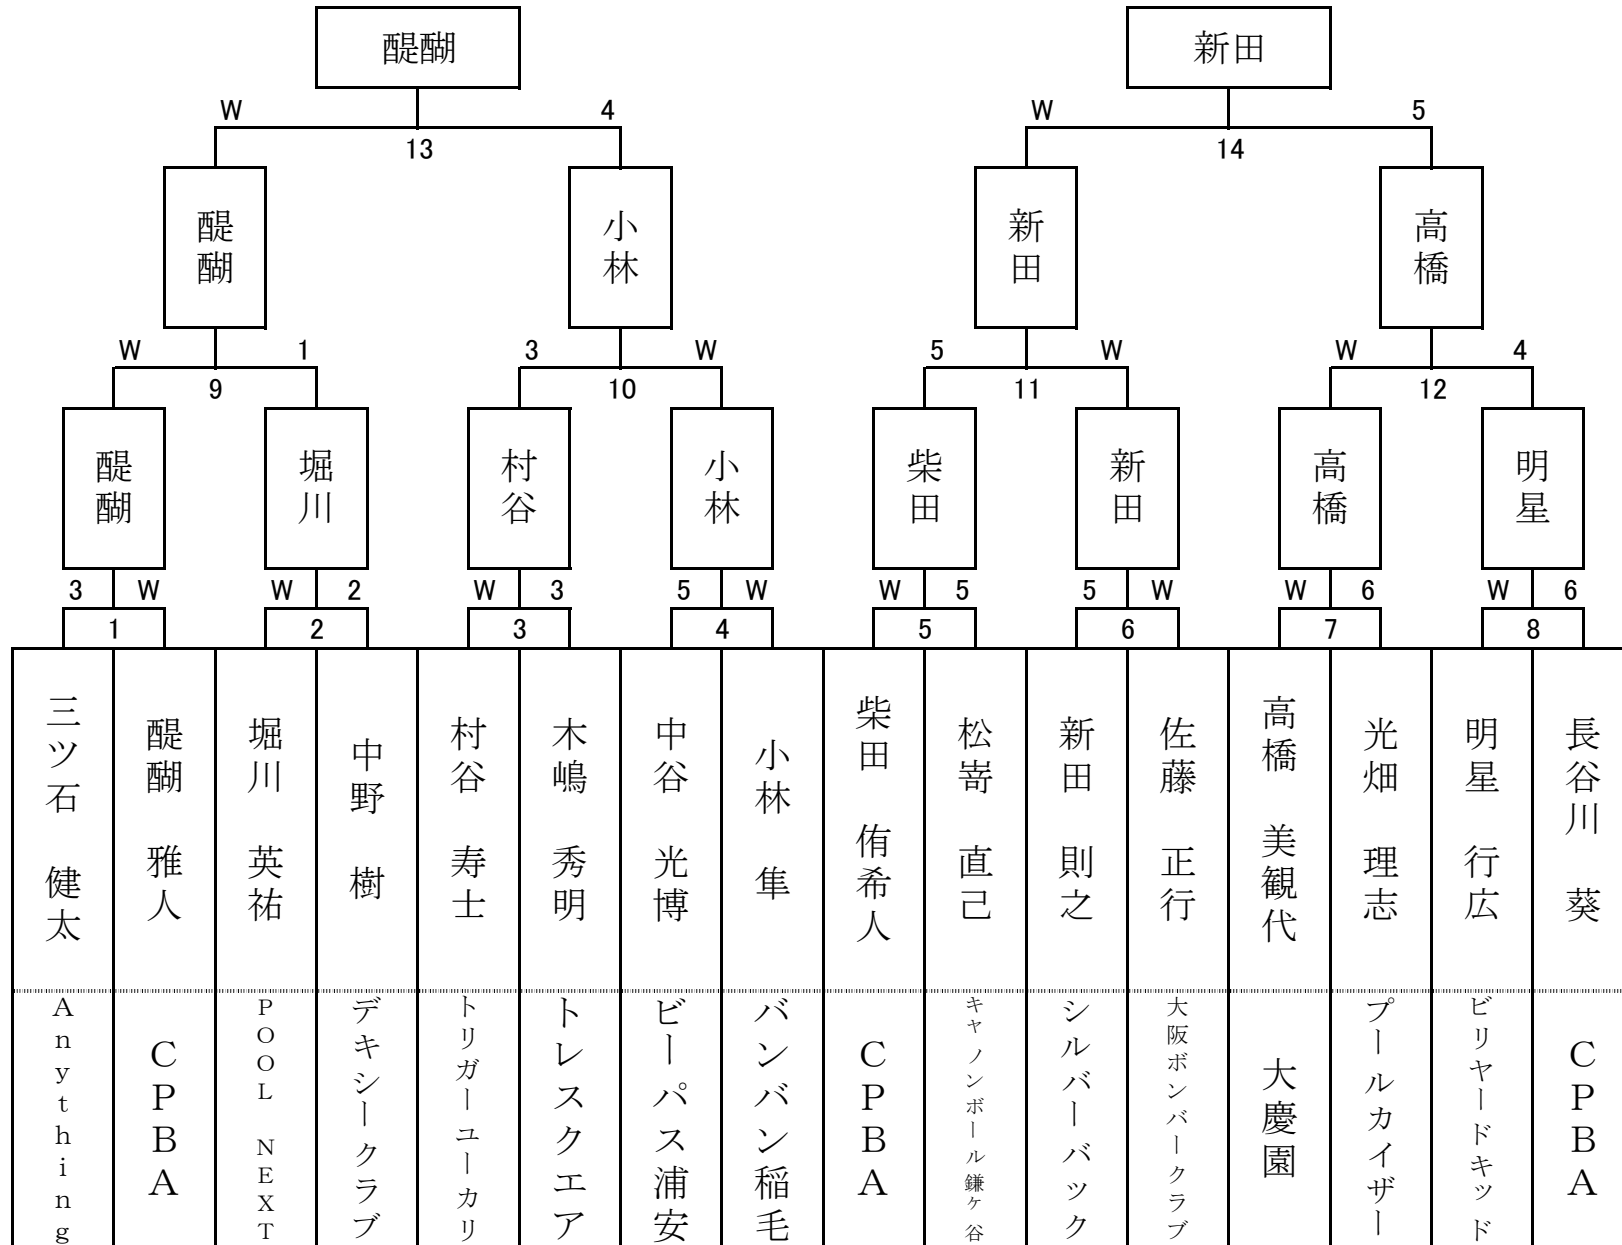 醍醐
新田
W 4
W 5
13
14
醍醐
小林
新田
高橋
W 1
3 W
5 W
W 4
9
10
11
12
醍醐
堀川
村谷
小林
柴田
新田
高橋
明星
3 W
W 2
W 3
5 W
W 5
5 W
W 6
W 6
1
2
3
4
5
6
7
8
三ツ石 健太
醍醐 雅人
堀川 英祐
中野 樹
村谷 寿士
木嶋 秀明
中谷 光博
小林 隼
柴田 侑希人
松嵜 直己
新田 則之
佐藤 正行
高橋 美観代
光畑 理志
明星 行広
長谷川 葵
Anything
CPBA
POOL NEXT
デキシークラブ
トリガーユーカリ
トレスクエア
ビーパス浦安
バンバン稲毛
CPBA
キャノンボール鎌ケ谷
シルバーバック
大阪ボンバークラブ
大慶園
プールカイザー
ビリヤードキッド
CPBA